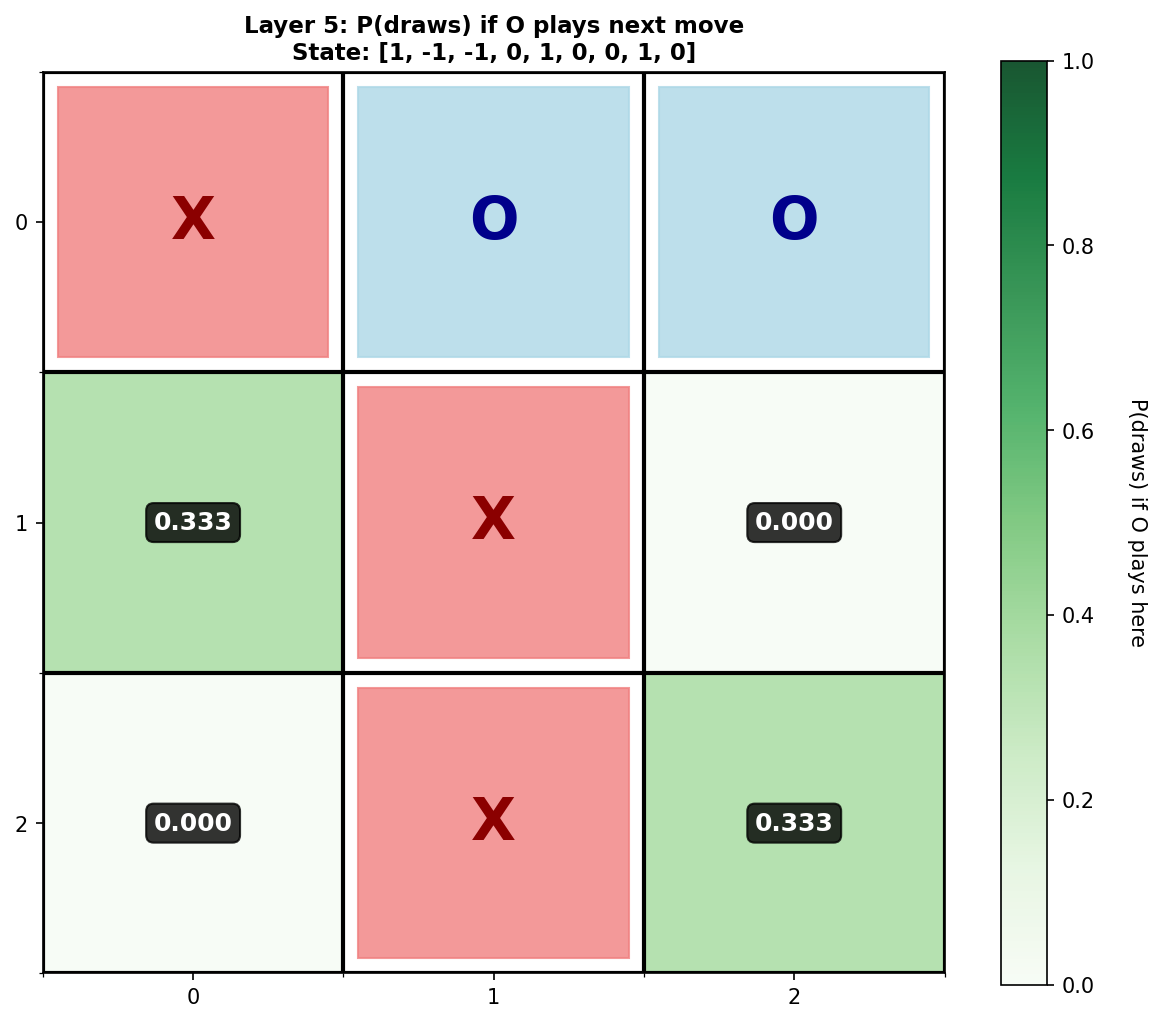 Layer 5: P(draws) if O plays next move
State: [1, -1, -1, 0, 1, 0, 0, 1, 0]
X O O
0.333 X 0.000
0.000 X 0.333
0
1
2
0 1 2
1.0
0.8
0.6
0.4
0.2
0.0
P(draws) if O plays here